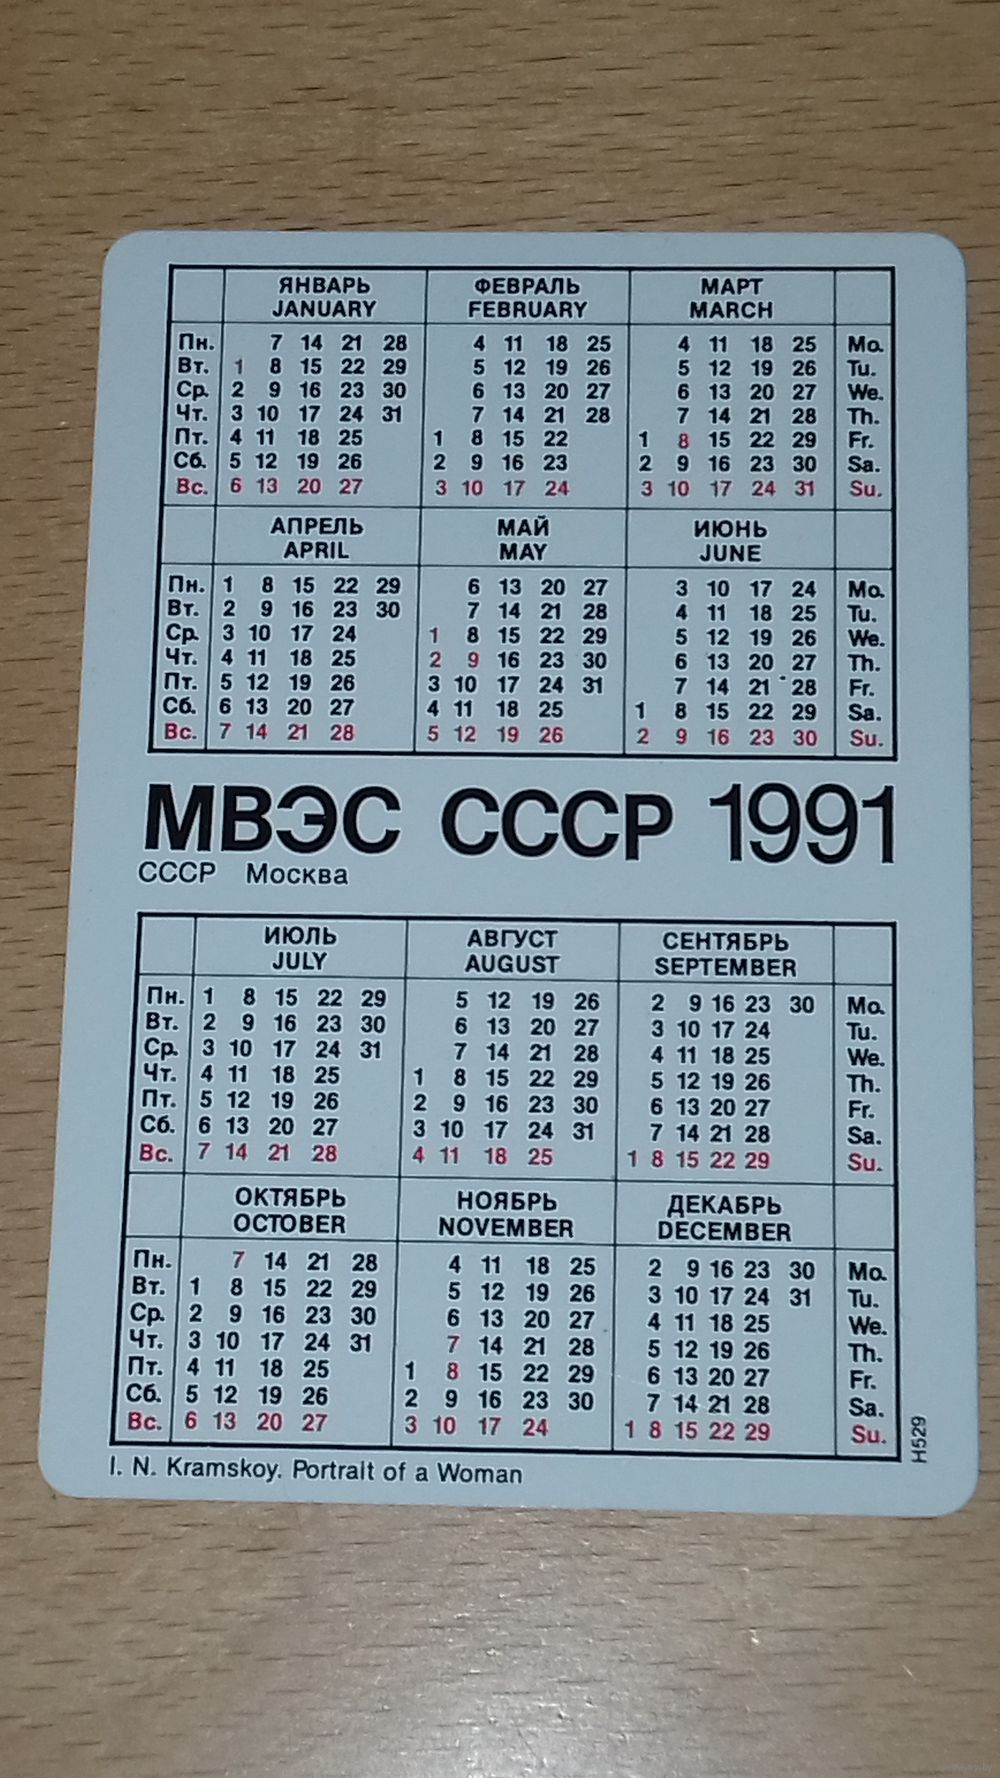 ЯНВАРЬ ФЕВРАЛЬ МАРТ
JANUARY FEBRUARY MARCH
Пн. 7 14 21 28 4 11 18 25 4 11 18 25 Mo.
Вт. 1 8 15 22 29 5 12 19 26 5 12 19 26 Tu.
Ср. 2 9 16 23 30 6 13 20 27 6 13 20 27 We.
Чт. 3 10 17 24 31 7 14 21 28 7 14 21 28 Th.
Пт. 4 11 18 25 1 8 15 22 1 8 15 22 29 Fr.
Сб. 5 12 19 26 2 9 16 23 2 9 16 23 30 Sa.
Вс. 6 13 20 27 3 10 17 24 3 10 17 24 31 Su.
АПРЕЛЬ МАЙ ИЮНЬ
APRIL MAY JUNE
Пн. 1 8 15 22 29 6 13 20 27 3 10 17 24 Mo.
Вт. 2 9 16 23 30 7 14 21 28 4 11 18 25 Tu.
Ср. 3 10 17 24 1 8 15 22 29 5 12 19 26 We.
Чт. 4 11 18 25 2 9 16 23 30 6 13 20 27 Th.
Пт. 5 12 19 26 3 10 17 24 31 7 14 21 28 Fr.
Сб. 6 13 20 27 4 11 18 25 1 8 15 22 29 Sa.
Вс. 7 14 21 28 5 12 19 26 2 9 16 23 30 Su.
МВЭС СССР 1991
СССР Москва
ИЮЛЬ АВГУСТ СЕНТЯБРЬ
JULY AUGUST SEPTEMBER
Пн. 1 8 15 22 29 5 12 19 26 2 9 16 23 30 Mo.
Вт. 2 9 16 23 30 6 13 20 27 3 10 17 24 Tu.
Ср. 3 10 17 24 31 7 14 21 28 4 11 18 25 We.
Чт. 4 11 18 25 1 8 15 22 29 5 12 19 26 Th.
Пт. 5 12 19 26 2 9 16 23 30 6 13 20 27 Fr.
Сб. 6 13 20 27 3 10 17 24 31 7 14 21 28 Sa.
Вс. 7 14 21 28 4 11 18 25 1 8 15 22 29 Su.
ОКТЯБРЬ НОЯБРЬ ДЕКАБРЬ
OCTOBER NOVEMBER DECEMBER
Пн. 7 14 21 28 4 11 18 25 2 9 16 23 30 Mo.
Вт. 1 8 15 22 29 5 12 19 26 3 10 17 24 31 Tu.
Ср. 2 9 16 23 30 6 13 20 27 4 11 18 25 We.
Чт. 3 10 17 24 31 7 14 21 28 5 12 19 26 Th.
Пт. 4 11 18 25 1 8 15 22 29 6 13 20 27 Fr.
Сб. 5 12 19 26 2 9 16 23 30 7 14 21 28 Sa.
Вс. 6 13 20 27 3 10 17 24 1 8 15 22 29 Su.
I. N. Kramskoy. Portrait of a Woman
H529